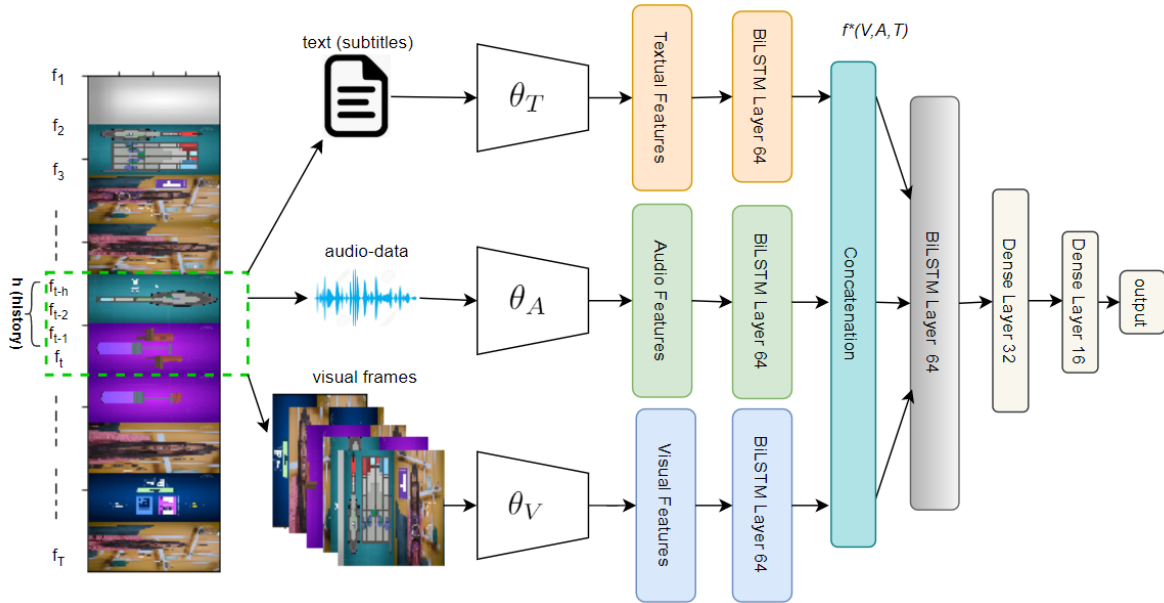 f1
f2
f3
h (history)
ft-h
ft-2
ft-1
ft
fT
text (subtitles)
audio-data
visual frames
θT
θA
θV
Textual Features
Audio Features
Visual Features
BiLSTM Layer 64
BiLSTM Layer 64
BiLSTM Layer 64
f*(V,A,T)
Concatenation
BiLSTM Layer 64
Dense Layer 32
Dense Layer 16
output